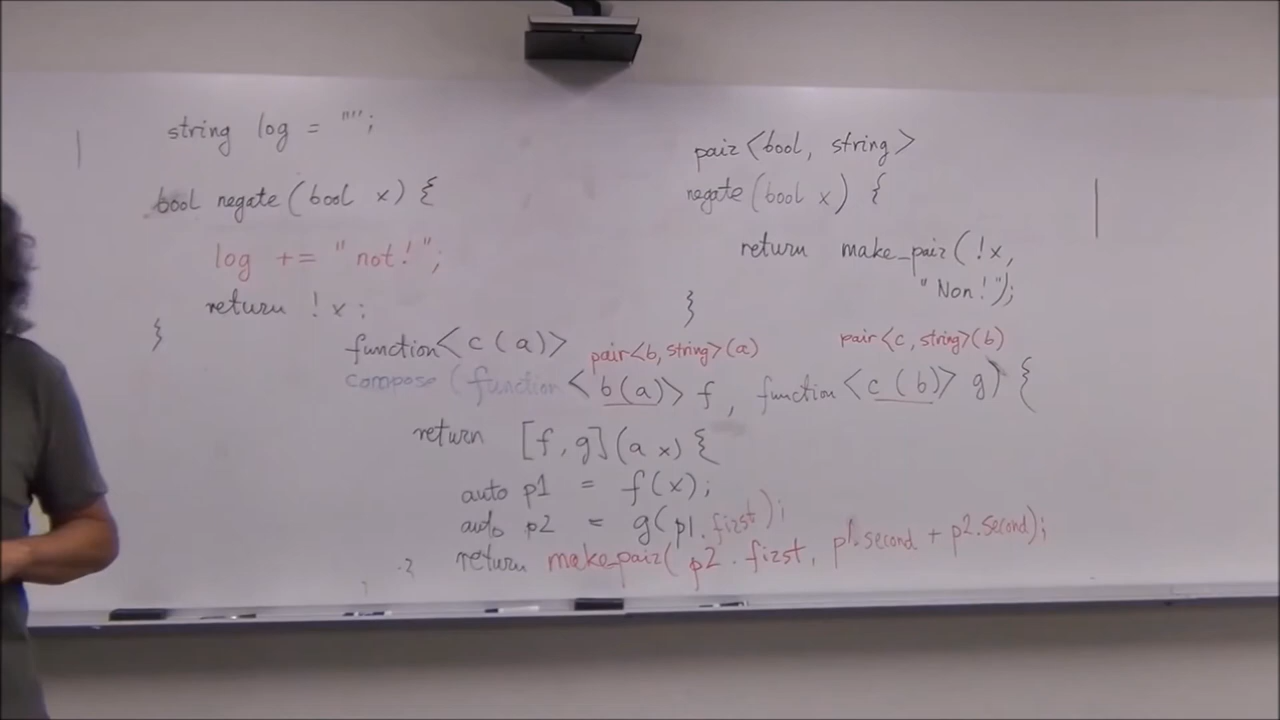 string log = "";
bool negate (bool x) {
log += "not!";
return !x;
}
pair<bool, string>
negate (bool x) {
return make_pair(!x,
"Non!");
}
function<c(a)>
pair<b,string>(a)
pair<c,string>(b)
compose (function<b(a)> f, function<c(b)> g) {
return [f,g](a x) {
auto p1 = f(x);
auto p2 = g(p1.first);
return make_pair(p2.first, p1.second + p2.second);